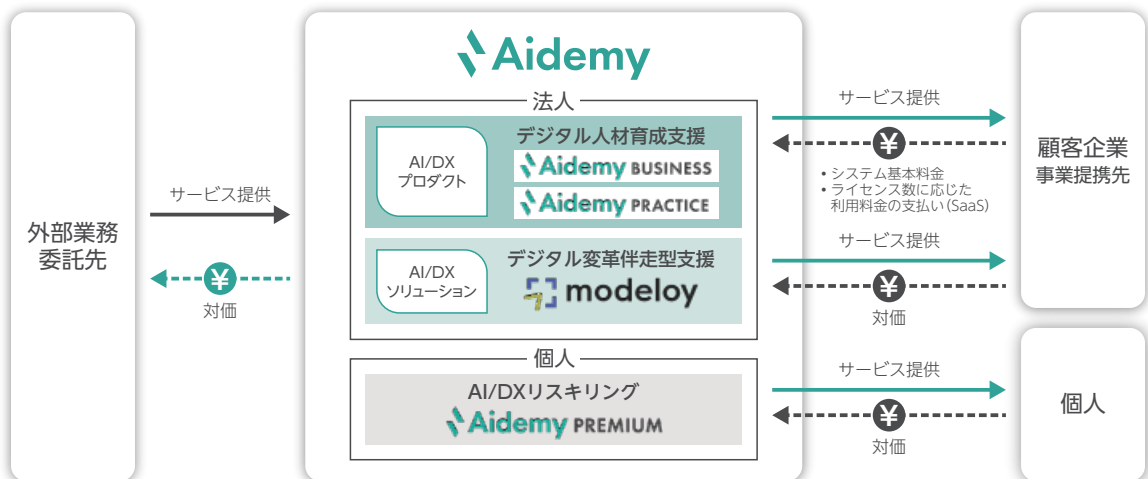 外部業務
委託先
サービス提供
¥
対価
Aidemy
法人
AI/DX
プロダクト
デジタル人材育成支援
Aidemy BUSINESS
Aidemy PRACTICE
AI/DX
ソリューション
デジタル変革伴走型支援
modeloy
個人
AI/DXリスキリング
Aidemy PREMIUM
サービス提供
¥
・システム基本料金
・ライセンス数に応じた
利用料金の支払い(SaaS)
サービス提供
¥
対価
サービス提供
¥
対価
顧客企業
事業提携先
個人